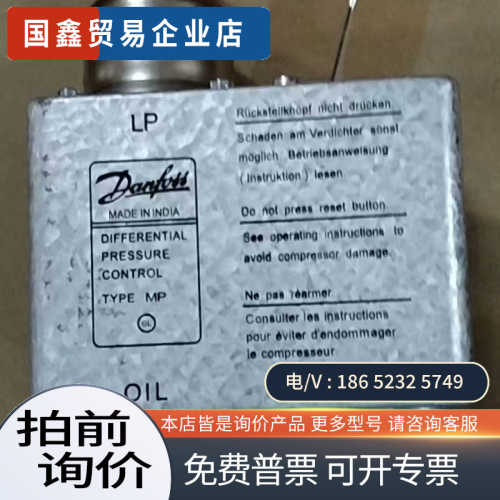 国鑫贸易企业店
LP
Danfoss
MADE IN INDIA
DIFFERENTIAL
PRESSURE
CONTROL
TYPE MP
GL
OIL
Rückstellknopf nicht drücken.
Schaden am Verdichter sonst
möglich Betriebsanweisung
(Instruktion) lesen.
Do not press reset button.
See operating instructions to
avoid compressor damage.
Ne pas réarmer.
Consulter les instructions
pour éviter d'endommager
le compresseur
电/V : 186 5232 5749
拍前
询价
本店皆是询价产品 更多型号 请咨询客服
免费普票 可开专票